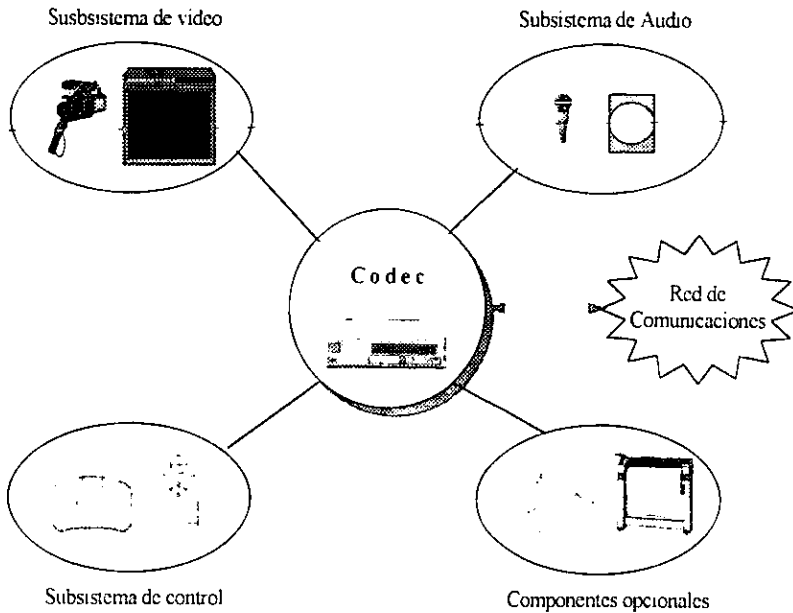 Susbsistema de video
Subsistema de Audio
Codec
Red de
Comunicaciones
Subsistema de control
Componentes opcionales